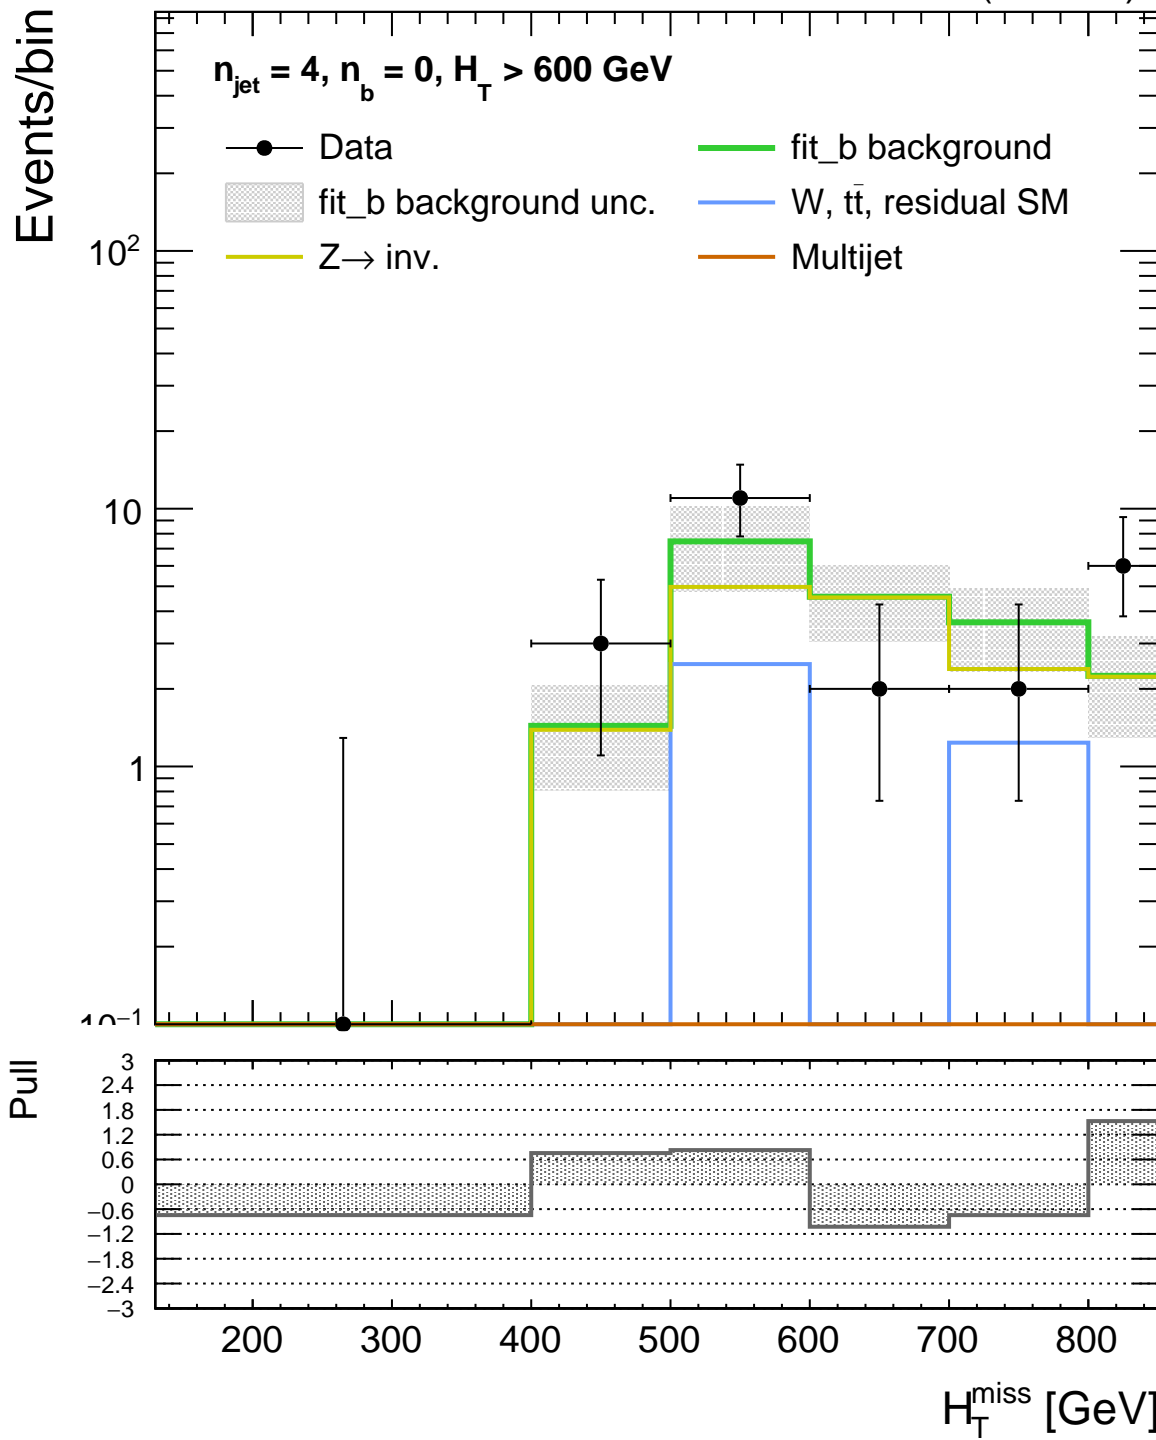 n_jet = 4, n_b = 0, H_T > 600 GeV
Data
fit_b background
fit_b background unc.
W, tt̄, residual SM
Z→ inv.
Multijet
Events/bin
10²
10
1
10⁻¹
Pull
3
2.4
1.8
1.2
0.6
0
−0.6
−1.2
−1.8
−2.4
−3
200 300 400 500 600 700 800
H_T^miss [GeV]